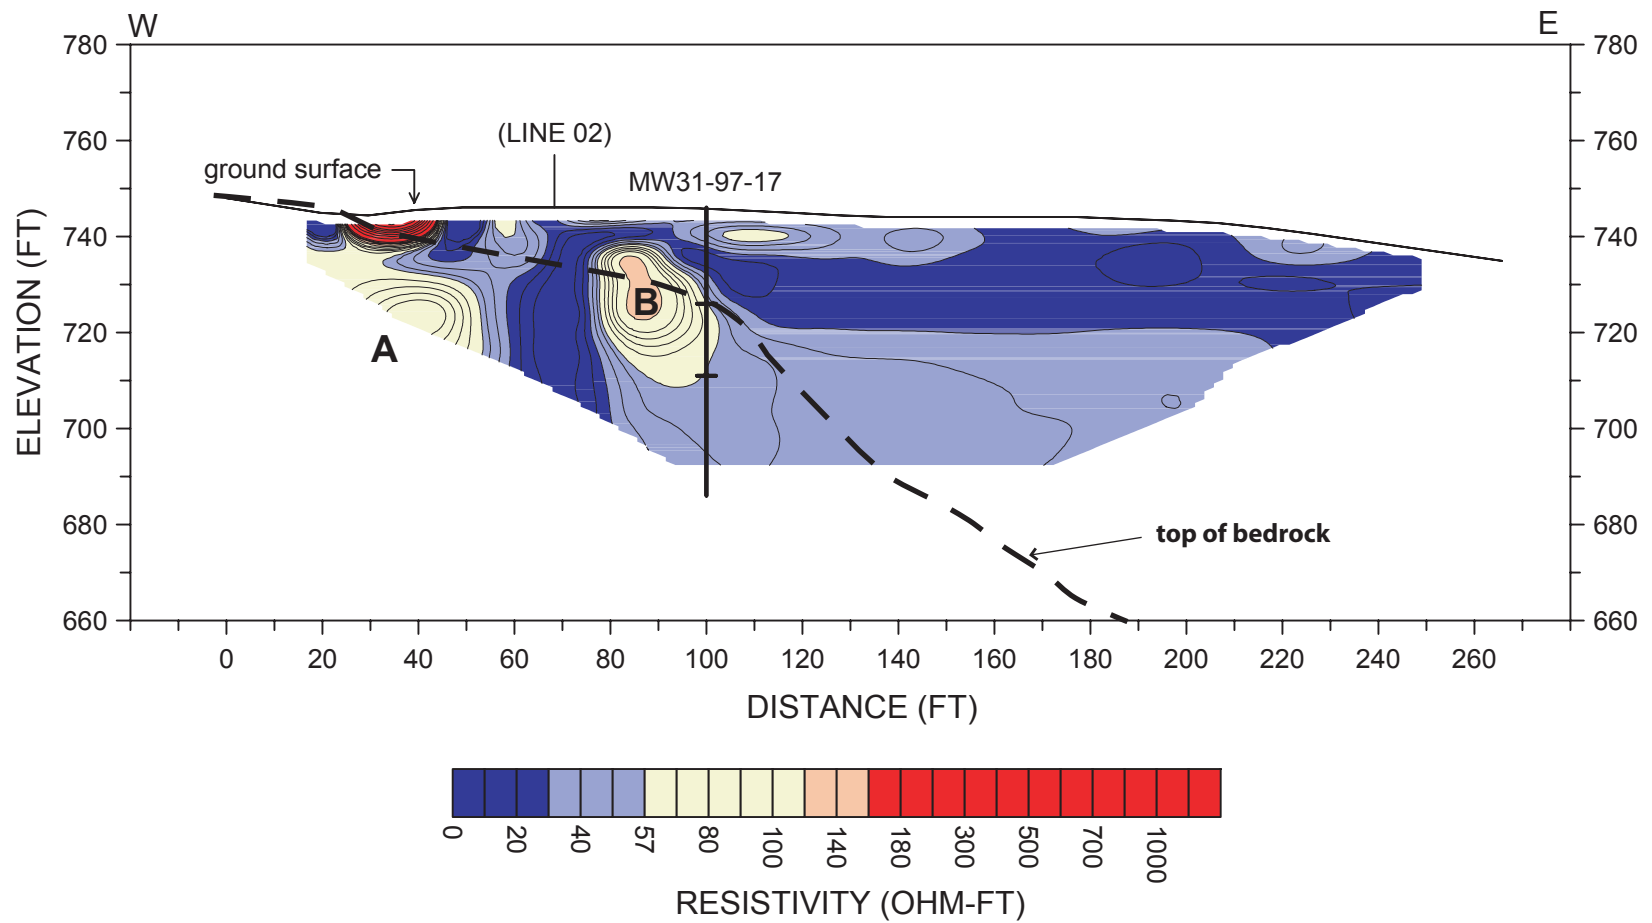 W E
780 780
(LINE 02)
760 760
ground surface
MW31-97-17
740 740
B
720 720
A
700 700
680 680
top of bedrock
660 660
ELEVATION (FT)
0 20 40 60 80 100 120 140 160 180 200 220 240 260
DISTANCE (FT)
0 20 40 57 80 100 140 180 300 500 700 1000
RESISTIVITY (OHM-FT)